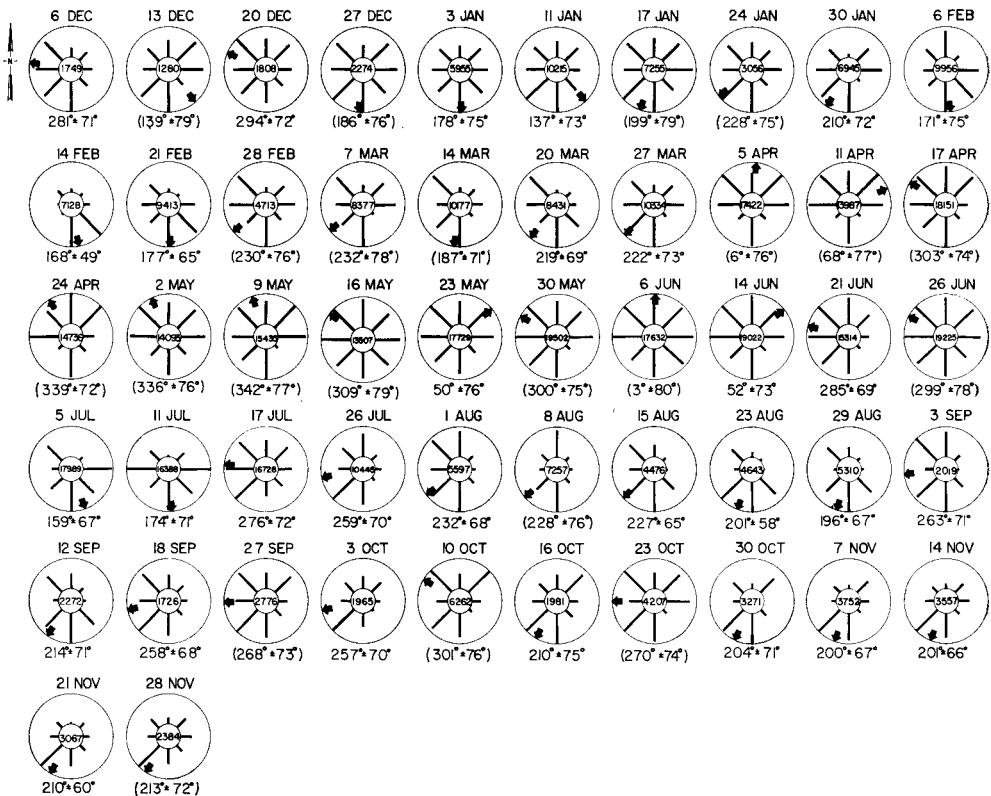 6 DEC 13 DEC 20 DEC 27 DEC 3 JAN 11 JAN 17 JAN 24 JAN 30 JAN 6 FEB
N
1749 1280 1808 2274 5955 10215 7255 3056 6945 9956
281°±71° (139°±79°) 294°±72° (186°±76°) 178°±75° 137°±73° (199°±79°) (228°±75°) 210°±72° 171°±75°
14 FEB 21 FEB 28 FEB 7 MAR 14 MAR 20 MAR 27 MAR 5 APR 11 APR 17 APR
7128 9413 4713 8377 10177 8431 10334 17422 13987 18151
168°±49° 177°±65° (230°±76°) (232°±78°) (187°±71°) 219°±69° 222°±73° (6°±76°) (68°±77°) (303°±74°)
24 APR 2 MAY 9 MAY 16 MAY 23 MAY 30 MAY 6 JUN 14 JUN 21 JUN 26 JUN
14736 14095 15435 13507 17729 19502 17632 19022 15314 19225
(339°±72°) (336°±76°) (342°±77°) (309°±79°) 50°±76° (300°±75°) (3°±80°) 52°±73° 285°±69° (299°±78°)
5 JUL 11 JUL 17 JUL 26 JUL 1 AUG 8 AUG 15 AUG 23 AUG 29 AUG 3 SEP
17989 16388 16728 10445 5597 7257 4476 4643 5310 2019
159°±67° 174°±71° 276°±72° 259°±70° 232°±68° (228°±76°) 227°±65° 201°±58° 196°±67° 263°±71°
12 SEP 18 SEP 27 SEP 3 OCT 10 OCT 16 OCT 23 OCT 30 OCT 7 NOV 14 NOV
2272 1726 2776 1965 6262 1981 4207 3271 3752 3557
214°±71° 258°±68° (268°±73°) 257°±70° (301°±76°) 210°±75° (270°±74°) 204°±71° 200°±67° 201°±66°
21 NOV 28 NOV
3067 2384
210°±60° (213°±72°)